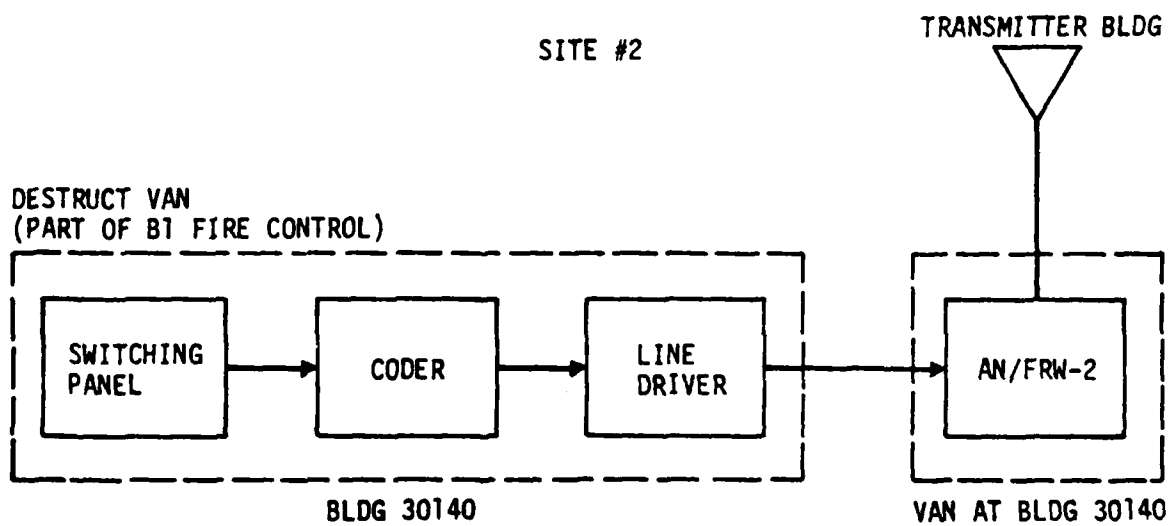 SITE #2
TRANSMITTER BLDG
DESTRUCT VAN
(PART OF B1 FIRE CONTROL)
SWITCHING
PANEL
CODER
LINE
DRIVER
AN/FRW-2
BLDG 30140
VAN AT BLDG 30140